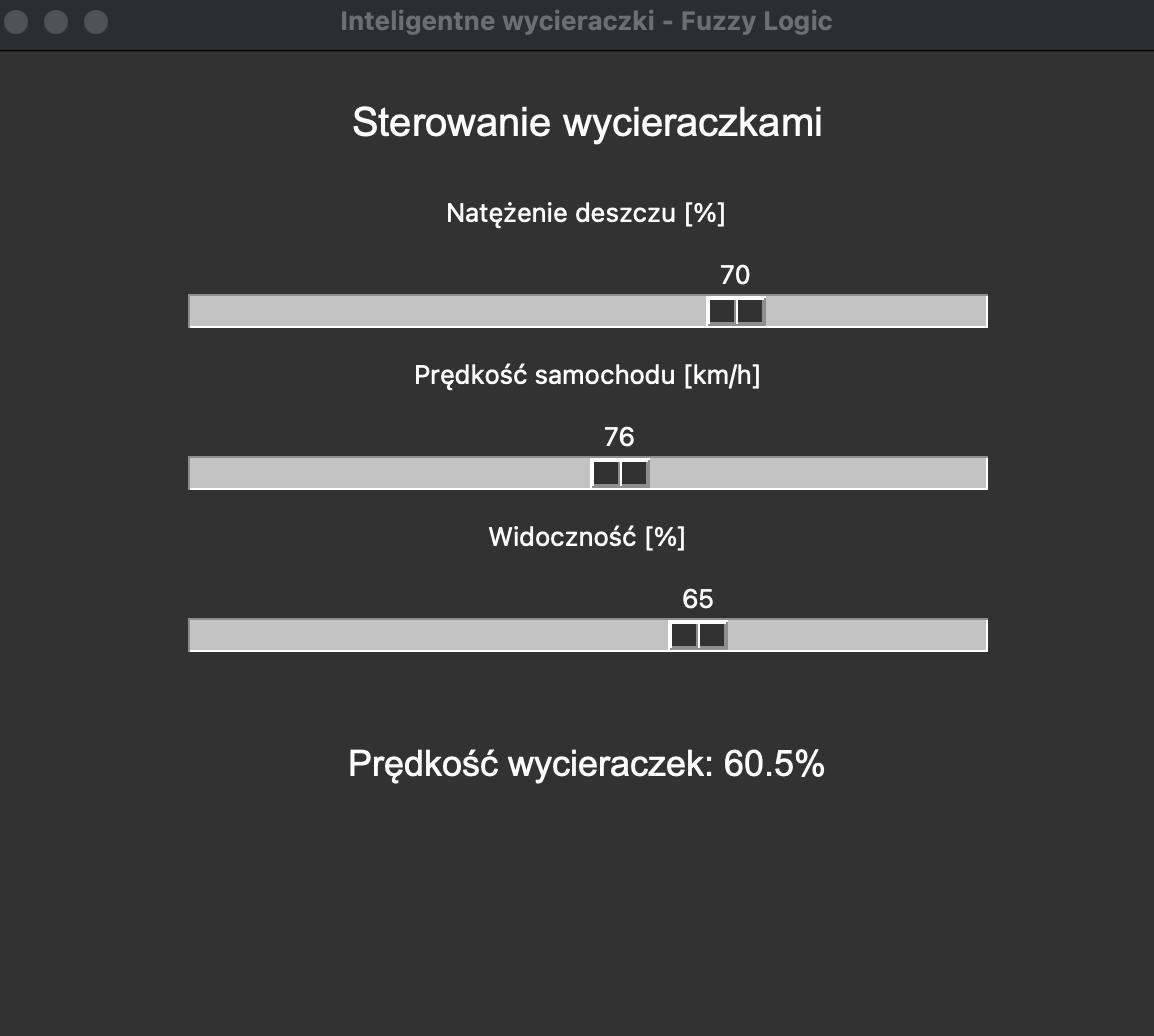 Inteligentne wycieraczki - Fuzzy Logic
Sterowanie wycieraczkami
Natężenie deszczu [%]
70
Prędkość samochodu [km/h]
76
Widoczność [%]
65
Prędkość wycieraczek: 60.5%